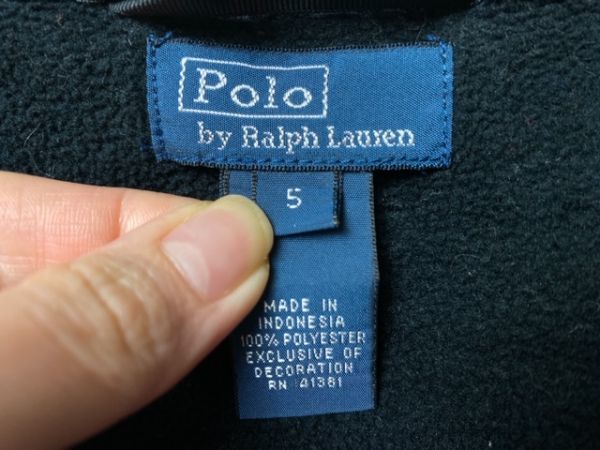 Polo
by Ralph Lauren
5
MADE IN
INDONESIA
100% POLYESTER
EXCLUSIVE OF
DECORATION
RN 41381